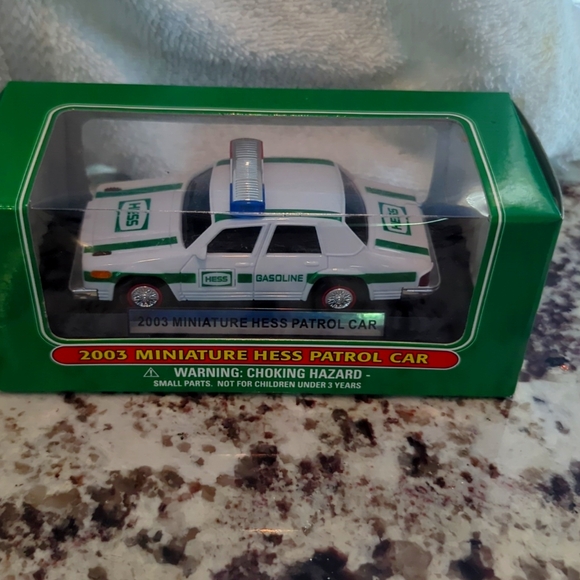 HESS
HESS
HESS GASOLINE
2003 MINIATURE HESS PATROL CAR
2003 MINIATURE HESS PATROL CAR
WARNING: CHOKING HAZARD -
SMALL PARTS. NOT FOR CHILDREN UNDER 3 YEARS